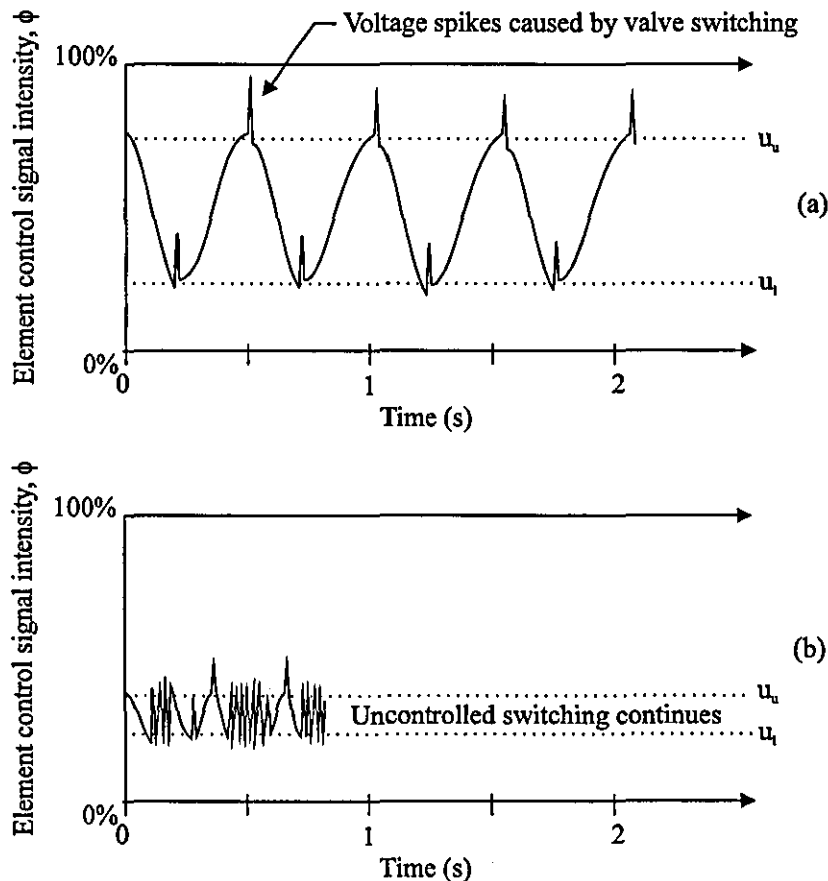 Voltage spikes caused by valve switching
Element control signal intensity, ϕ
100%
uᵤ
(a)
uₗ
0%
0 1 2
Time (s)
Element control signal intensity, ϕ
100%
(b)
uᵤ
Uncontrolled switching continues
uₗ
0%
0 1 2
Time (s)